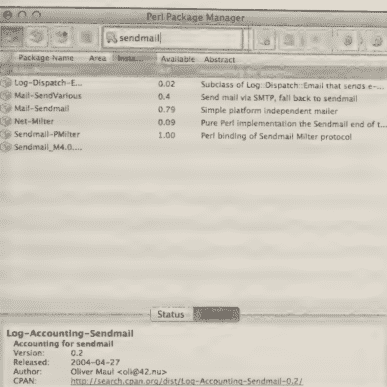 Perl Package Manager
sendmail
Package Name Area Insta... Available Abstract
Log-Dispatch-E... 0.02 Subclass of Log::Dispatch::Email that sends e-...
Mail-SendVarious 0.4 Send mail via SMTP, fall back to sendmail
Mail-Sendmail 0.79 Simple platform independent mailer
Net-Milter 0.09 Pure Perl implementation the Sendmail end of t...
Sendmail-PMilter 1.00 Perl binding of Sendmail Milter protocol
Sendmail_M4.0....
Status
Log-Accounting-Sendmail
Accounting for sendmail
Version: 0.2
Released: 2004-04-27
Author: Oliver Maul <oli@42.nu>
CPAN: http://search.cpan.org/dist/Log-Accounting-Sendmail-0.2/